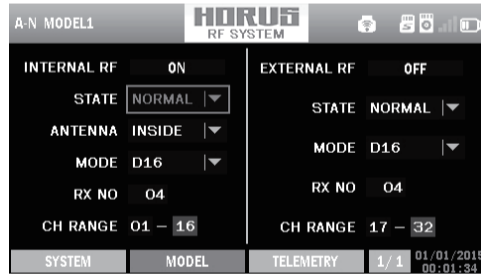 A-N MODEL1
HORUS
RF SYSTEM
INTERNAL RF ON
STATE NORMAL
ANTENNA INSIDE
MODE D16
RX NO 04
CH RANGE 01 – 16
EXTERNAL RF OFF
STATE NORMAL
MODE D16
RX NO 04
CH RANGE 17 – 32
SYSTEM MODEL TELEMETRY 1/1 01/01/2015
00:01:34